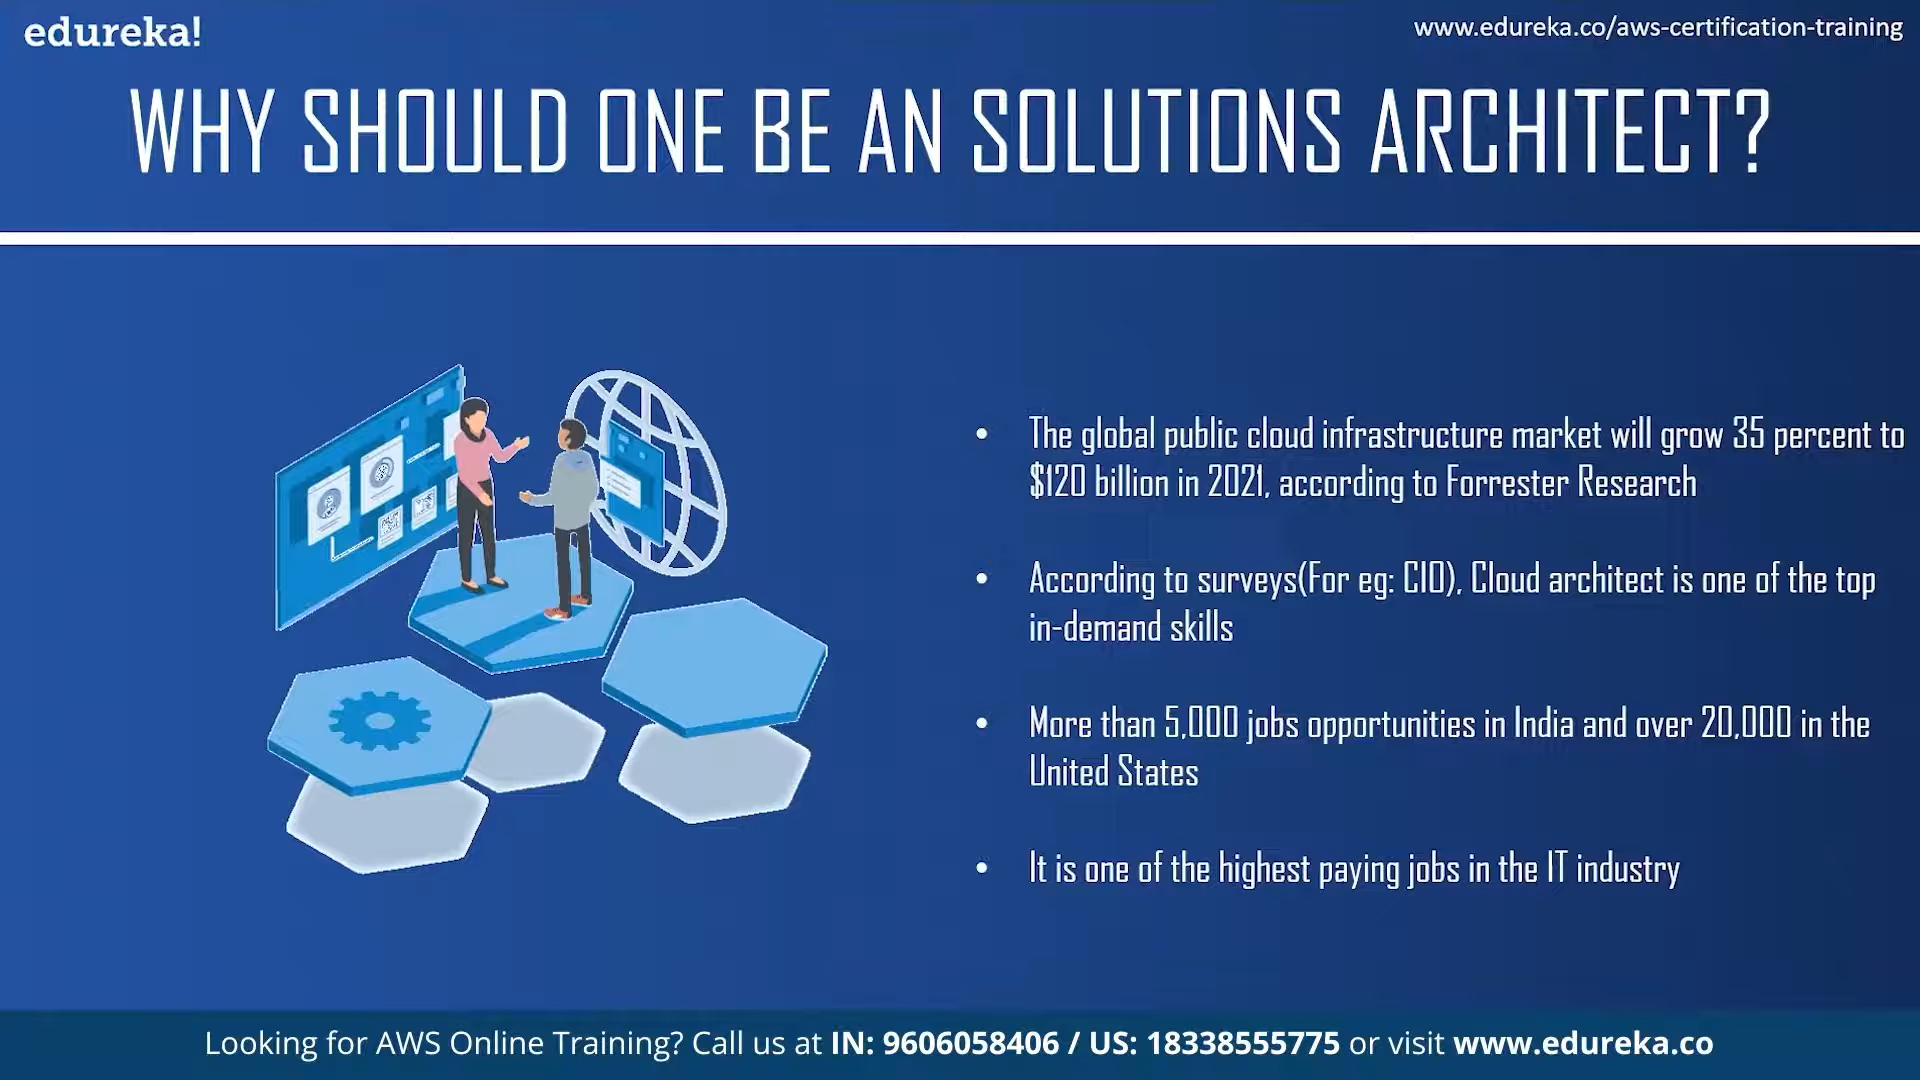 edureka!
www.edureka.co/aws-certification-training
WHY SHOULD ONE BE AN SOLUTIONS ARCHITECT?
• The global public cloud infrastructure market will grow 35 percent to
$120 billion in 2021, according to Forrester Research
• According to surveys(For eg: CIO), Cloud architect is one of the top
in-demand skills
• More than 5,000 jobs opportunities in India and over 20,000 in the
United States
• It is one of the highest paying jobs in the IT industry
Looking for AWS Online Training? Call us at IN: 9606058406 / US: 18338555775 or visit www.edureka.co